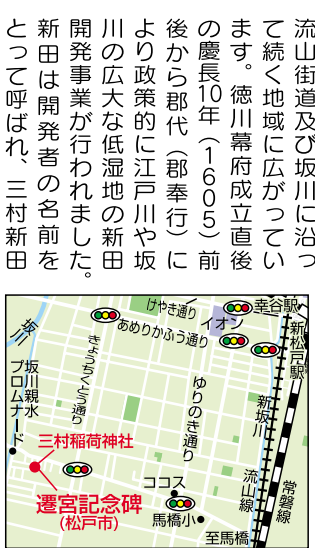 流山街道及び坂川に沿っ
て続く地域に広がってい
ます。徳川幕府成立直後
の慶長10年（1605）前
後から郡代（郡奉行）に
より政策的に江戸川や坂
川の広大な低湿地の新田
開発事業が行われました。
新田は開発者の名前を
とって呼ばれ、三村新田
けやき通り
幸谷駅
イオン
新松戸駅
あめりかふう通り
坂川
きょうちくとう通り
ゆりのき通り
新坂川
坂川親水
プロムナード
三村稲荷神社
ココス
流山線
常磐線
遷宮記念碑
(松戸市)
馬橋小
至馬橋